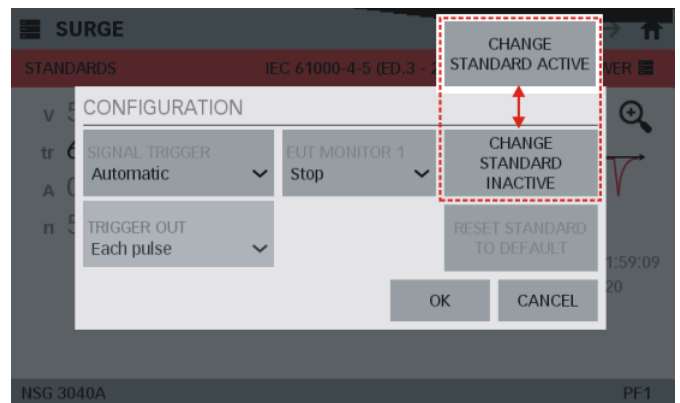 SURGE
CHANGE
STANDARD ACTIVE
STANDARDS IEC 61000-4-5 (ED.3 - 2
CONFIGURATION
V
SIGNAL TRIGGER
Automatic
EUT MONITOR 1
Stop
CHANGE
STANDARD
INACTIVE
tr
A
n
TRIGGER OUT
Each pulse
RESET STANDARD
TO DEFAULT
1:59:09
20
OK CANCEL
NSG 3040A PF1